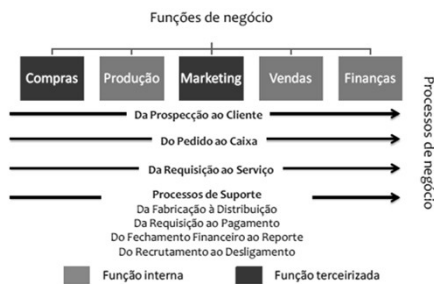 Funções de negócio
Compras
Produção
Marketing
Vendas
Finanças
Da Prospecção ao Cliente
Do Pedido ao Caixa
Da Requisição ao Serviço
Processos de Suporte
Da Fabricação à Distribuição
Da Requisição ao Pagamento
Do Fechamento Financeiro ao Reporte
Do Recrutamento ao Desligamento
Processos de negócio
Função interna
Função terceirizada